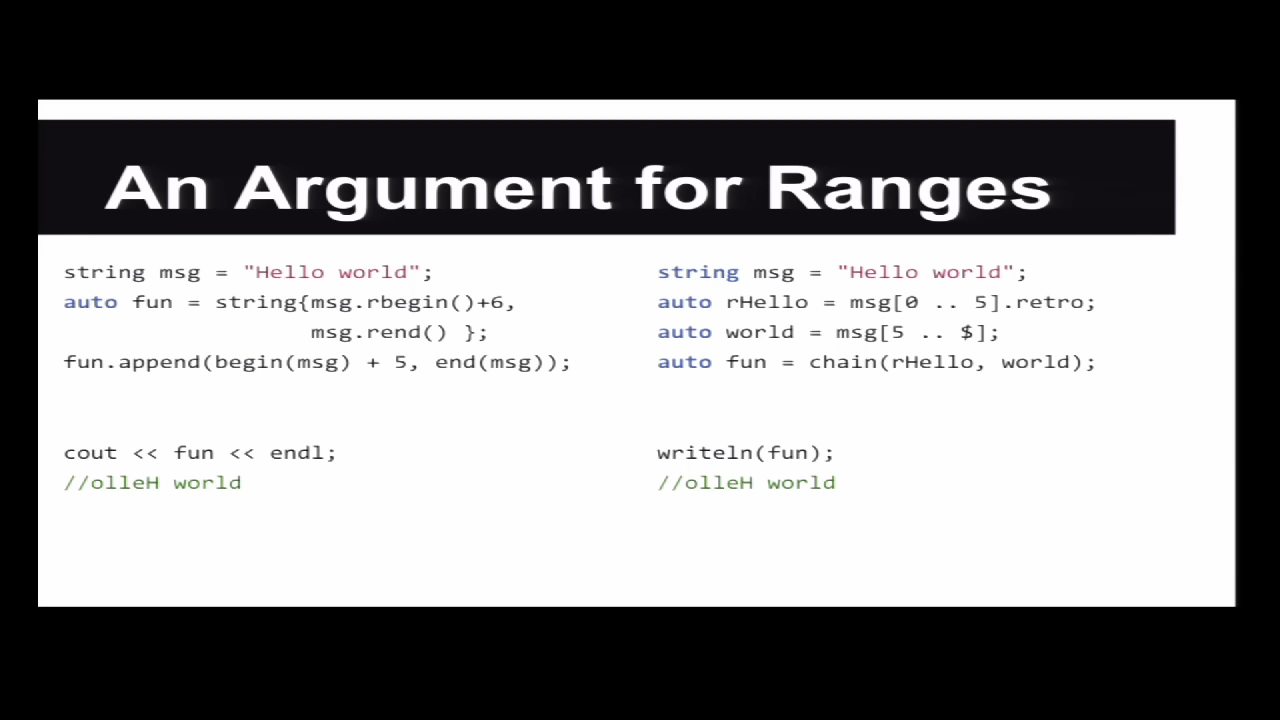 An Argument for Ranges
string msg = "Hello world";
auto fun = string{msg.rbegin()+6,
msg.rend() };
fun.append(begin(msg) + 5, end(msg));
cout << fun << endl;
//olleH world
string msg = "Hello world";
auto rHello = msg[0 .. 5].retro;
auto world = msg[5 .. $];
auto fun = chain(rHello, world);
writeln(fun);
//olleH world